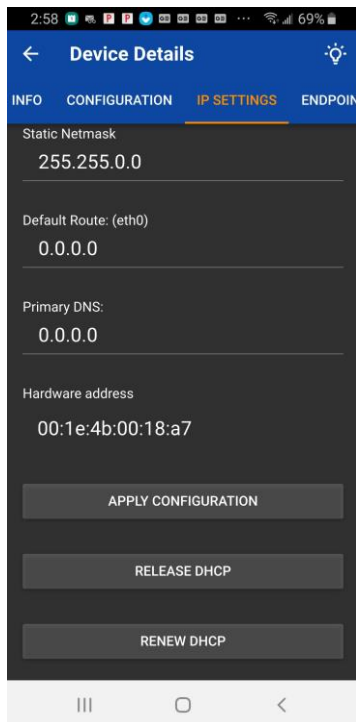 2:58 69%
Device Details
INFO CONFIGURATION IP SETTINGS ENDPOIN
Static Netmask
255.255.0.0
Default Route: (eth0)
0.0.0.0
Primary DNS:
0.0.0.0
Hardware address
00:1e:4b:00:18:a7
APPLY CONFIGURATION
RELEASE DHCP
RENEW DHCP